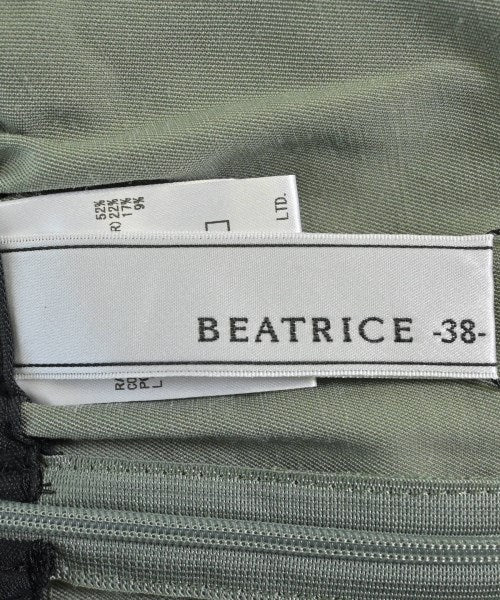 52%
R) 22%
17%
9%
LTD.
BEATRICE -38-